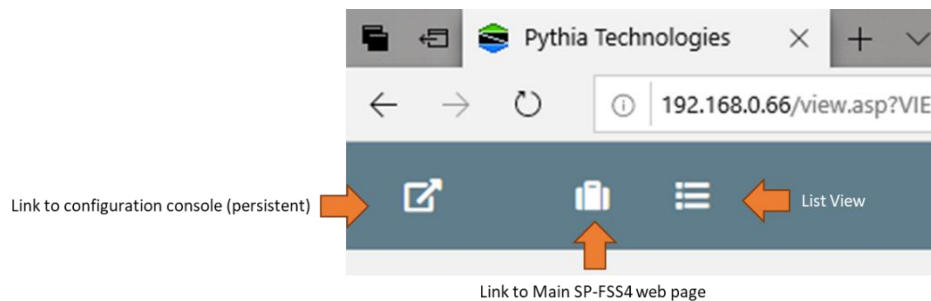 Pythia Technologies
192.168.0.66/view.asp?VIE
Link to configuration console (persistent)
List View
Link to Main SP-FSS4 web page